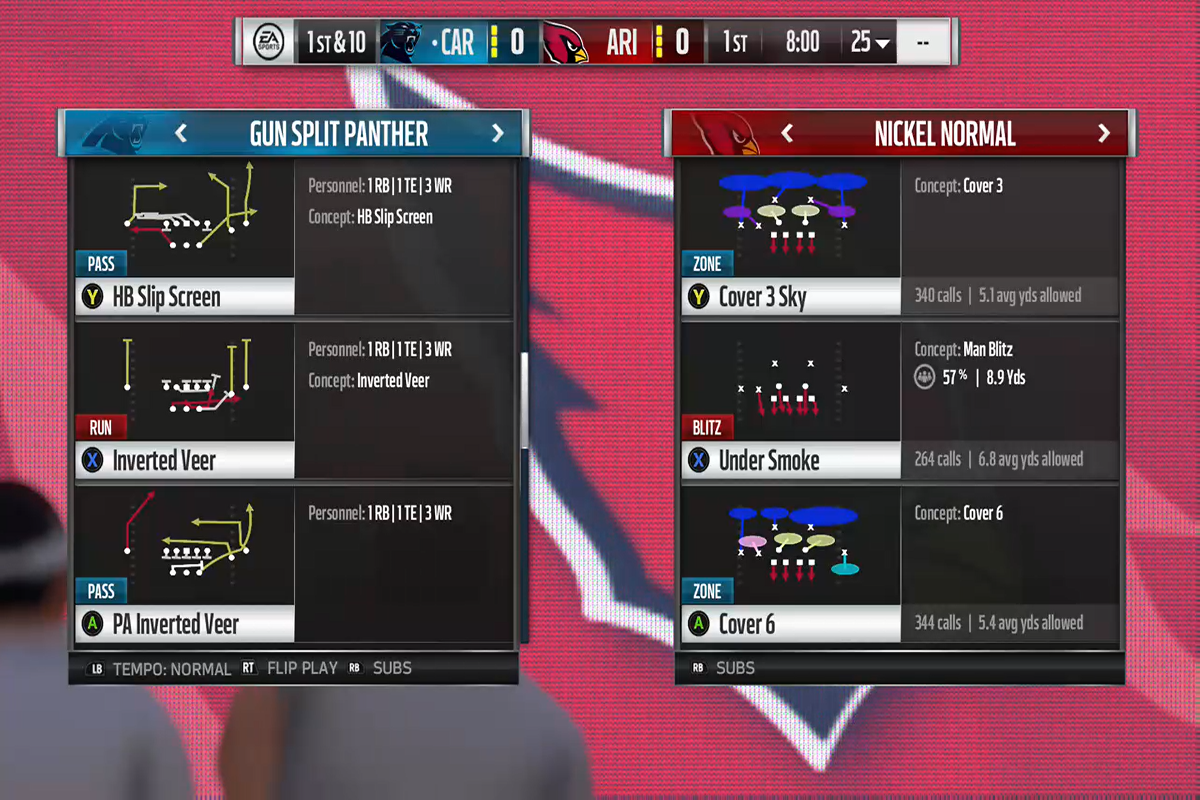 EA SPORTS 1ST & 10 · CAR 0 ARI 0 1ST 8:00 25 --
GUN SPLIT PANTHER
Personnel: 1 RB | 1 TE | 3 WR
Concept: HB Slip Screen
PASS
Y HB Slip Screen
Personnel: 1 RB | 1 TE | 3 WR
Concept: Inverted Veer
RUN
X Inverted Veer
Personnel: 1 RB | 1 TE | 3 WR
PASS
A PA Inverted Veer
LB TEMPO: NORMAL RT FLIP PLAY RB SUBS
NICKEL NORMAL
Concept: Cover 3
ZONE
Y Cover 3 Sky
340 calls | 5.1 avg yds allowed
Concept: Man Blitz
57% | 8.9 Yds
BLITZ
X Under Smoke
264 calls | 6.8 avg yds allowed
Concept: Cover 6
ZONE
A Cover 6
344 calls | 5.4 avg yds allowed
RB SUBS